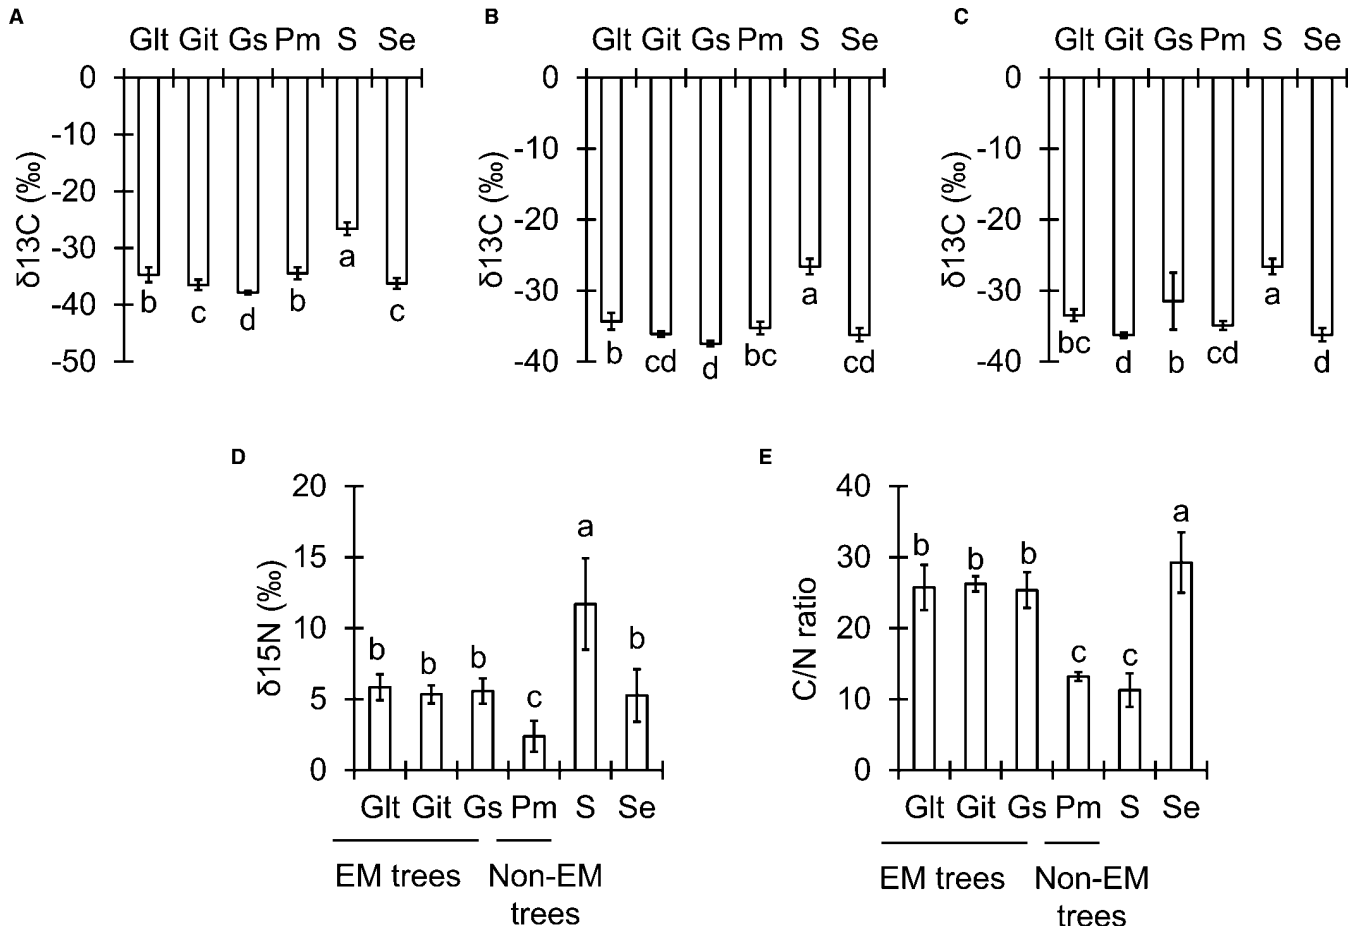 A
Glt Git Gs Pm S Se
0
-10
-20
-30
-40
-50
δ13C (‰)
b c d b a c
B
Glt Git Gs Pm S Se
0
-10
-20
-30
-40
δ13C (‰)
b cd d bc a cd
C
Glt Git Gs Pm S Se
0
-10
-20
-30
-40
δ13C (‰)
bc d b cd a d
D
20
15
10
5
0
δ15N (‰)
b b b c a b
Glt Git Gs Pm S Se
EM trees
Non-EM
trees
E
40
30
20
10
0
C/N ratio
b b b c c a
Glt Git Gs Pm S Se
EM trees
Non-EM
trees